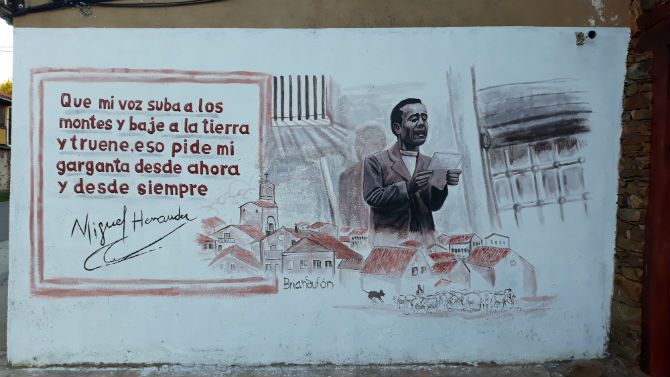 Que mi voz suba a los
montes y baje a la tierra
y truene, eso pide mi
garganta desde ahora
y desde siempre
Miguel Hernandez